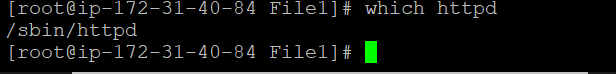 [root@ip-172-31-40-84 File1]# which httpd
/sbin/httpd
[root@ip-172-31-40-84 File1]#